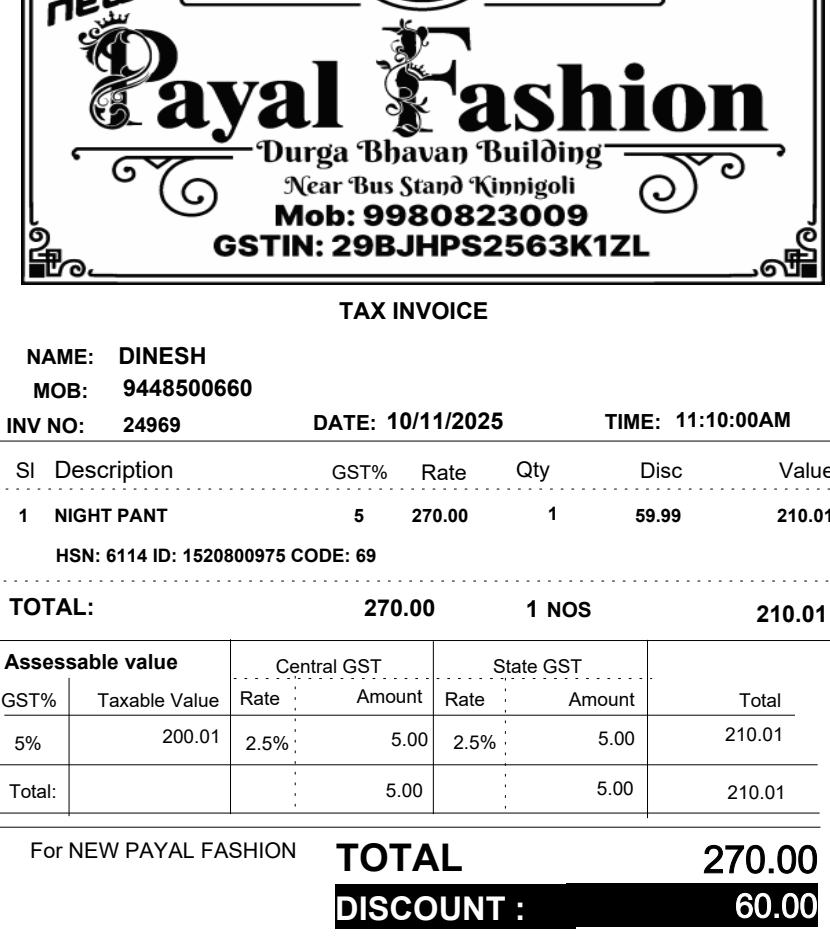 new
Payal Fashion
Durga Bhavan Building
Near Bus Stand Kinnigoli
Mob: 9980823009
GSTIN: 29BJHPS2563K1ZL
TAX INVOICE
NAME: DINESH
MOB: 9448500660
INV NO: 24969 DATE: 10/11/2025 TIME: 11:10:00AM
Sl Description GST% Rate Qty Disc Value
1 NIGHT PANT 5 270.00 1 59.99 210.01
HSN: 6114 ID: 1520800975 CODE: 69
TOTAL: 270.00 1 NOS 210.01
Assessable value Central GST State GST
GST% Taxable Value Rate Amount Rate Amount Total
5% 200.01 2.5% 5.00 2.5% 5.00 210.01
Total: 5.00 5.00 210.01
For NEW PAYAL FASHION TOTAL 270.00
DISCOUNT : 60.00